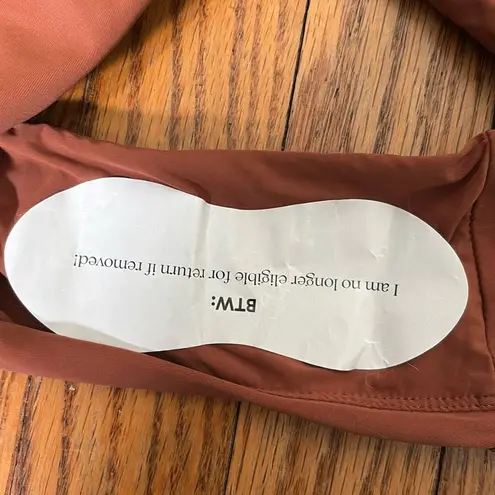 BTW:
I am no longer eligible for return if removed!